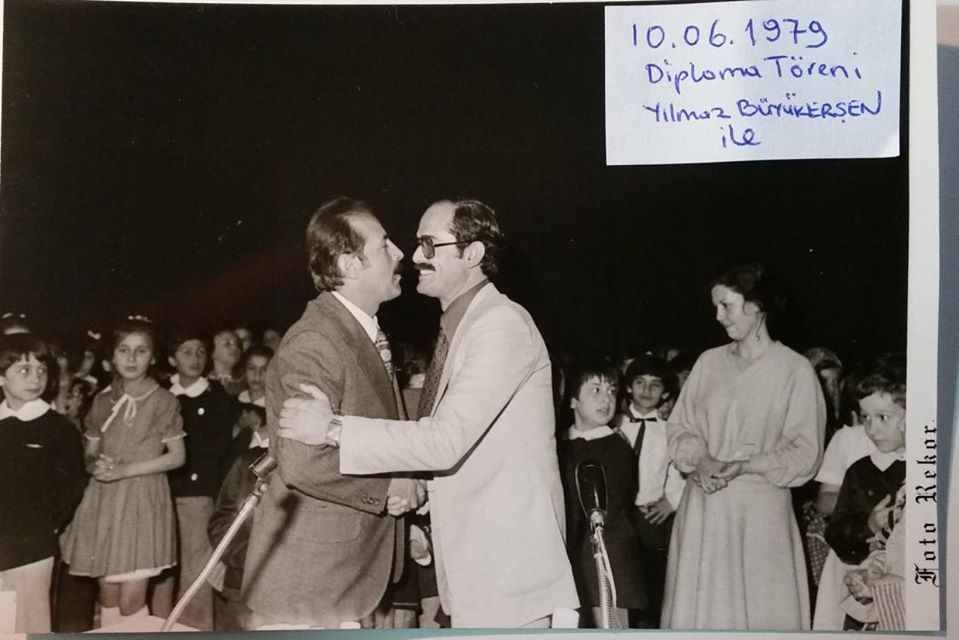 10.06.1979
Diploma Töreni
Yılmaz BÜYÜKERŞEN
ile
Foto Rekor.